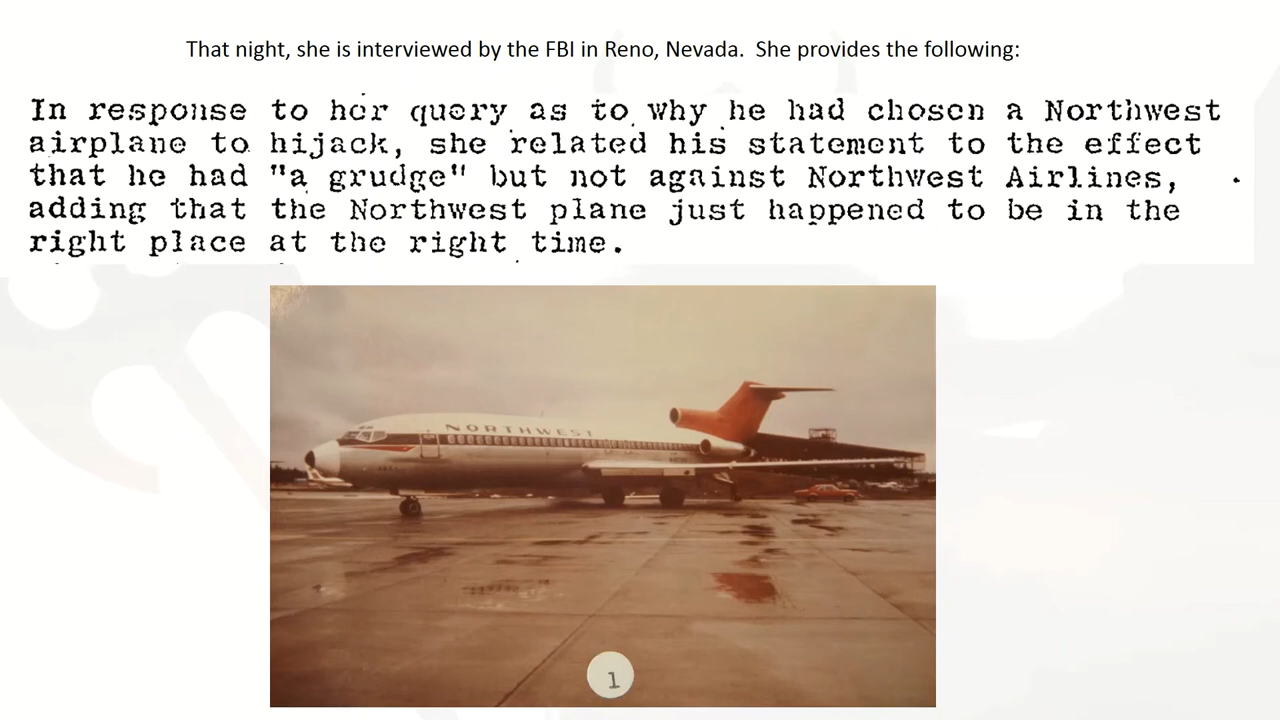 That night, she is interviewed by the FBI in Reno, Nevada.  She provides the following:
In response to her query as to why he had chosen a Northwest
airplane to hijack, she related his statement to the effect
that he had "a grudge" but not against Northwest Airlines,
adding that the Northwest plane just happened to be in the
right place at the right time.
NORTHWEST
1